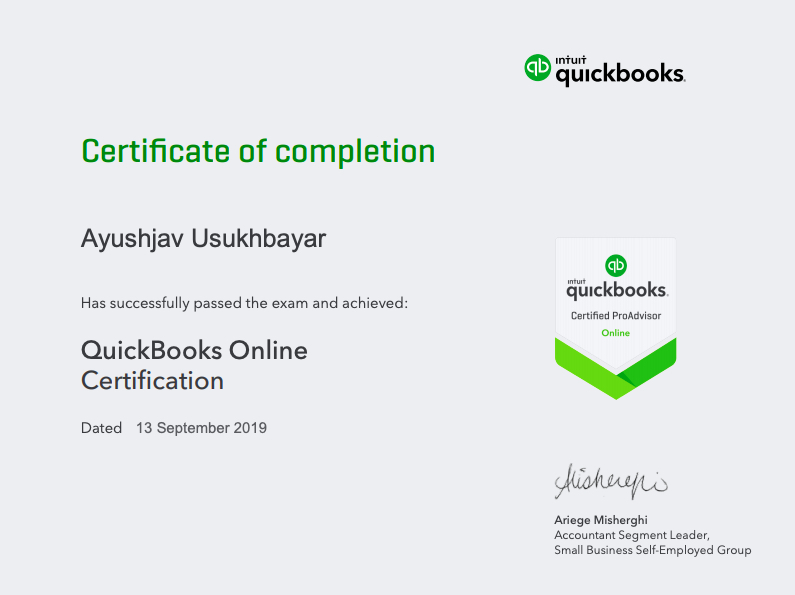 intuit
quickbooks.
Certificate of completion
Ayushjav Usukhbayar
Has successfully passed the exam and achieved:
QuickBooks Online
Certification
Dated 13 September 2019
qb
intuit
quickbooks.
Certified ProAdvisor
Online
Misherghi
Ariege Misherghi
Accountant Segment Leader,
Small Business Self-Employed Group